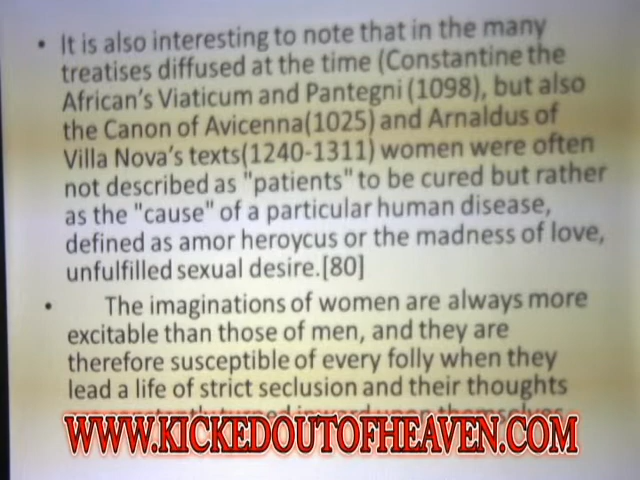 • It is also interesting to note that in the many
treatises diffused at the time (Constantine the
African's Viaticum and Pantegni (1098), but also
the Canon of Avicenna(1025) and Arnaldus of
Villa Nova's texts(1240-1311) women were often
not described as "patients" to be cured but rather
as the "cause" of a particular human disease,
defined as amor heroycus or the madness of love,
unfulfilled sexual desire.[80]
• The imaginations of women are always more
excitable than those of men, and they are
therefore susceptible of every folly when they
lead a life of strict seclusion and their thoughts
WWW.KICKEDOUTOFHEAVEN.COM